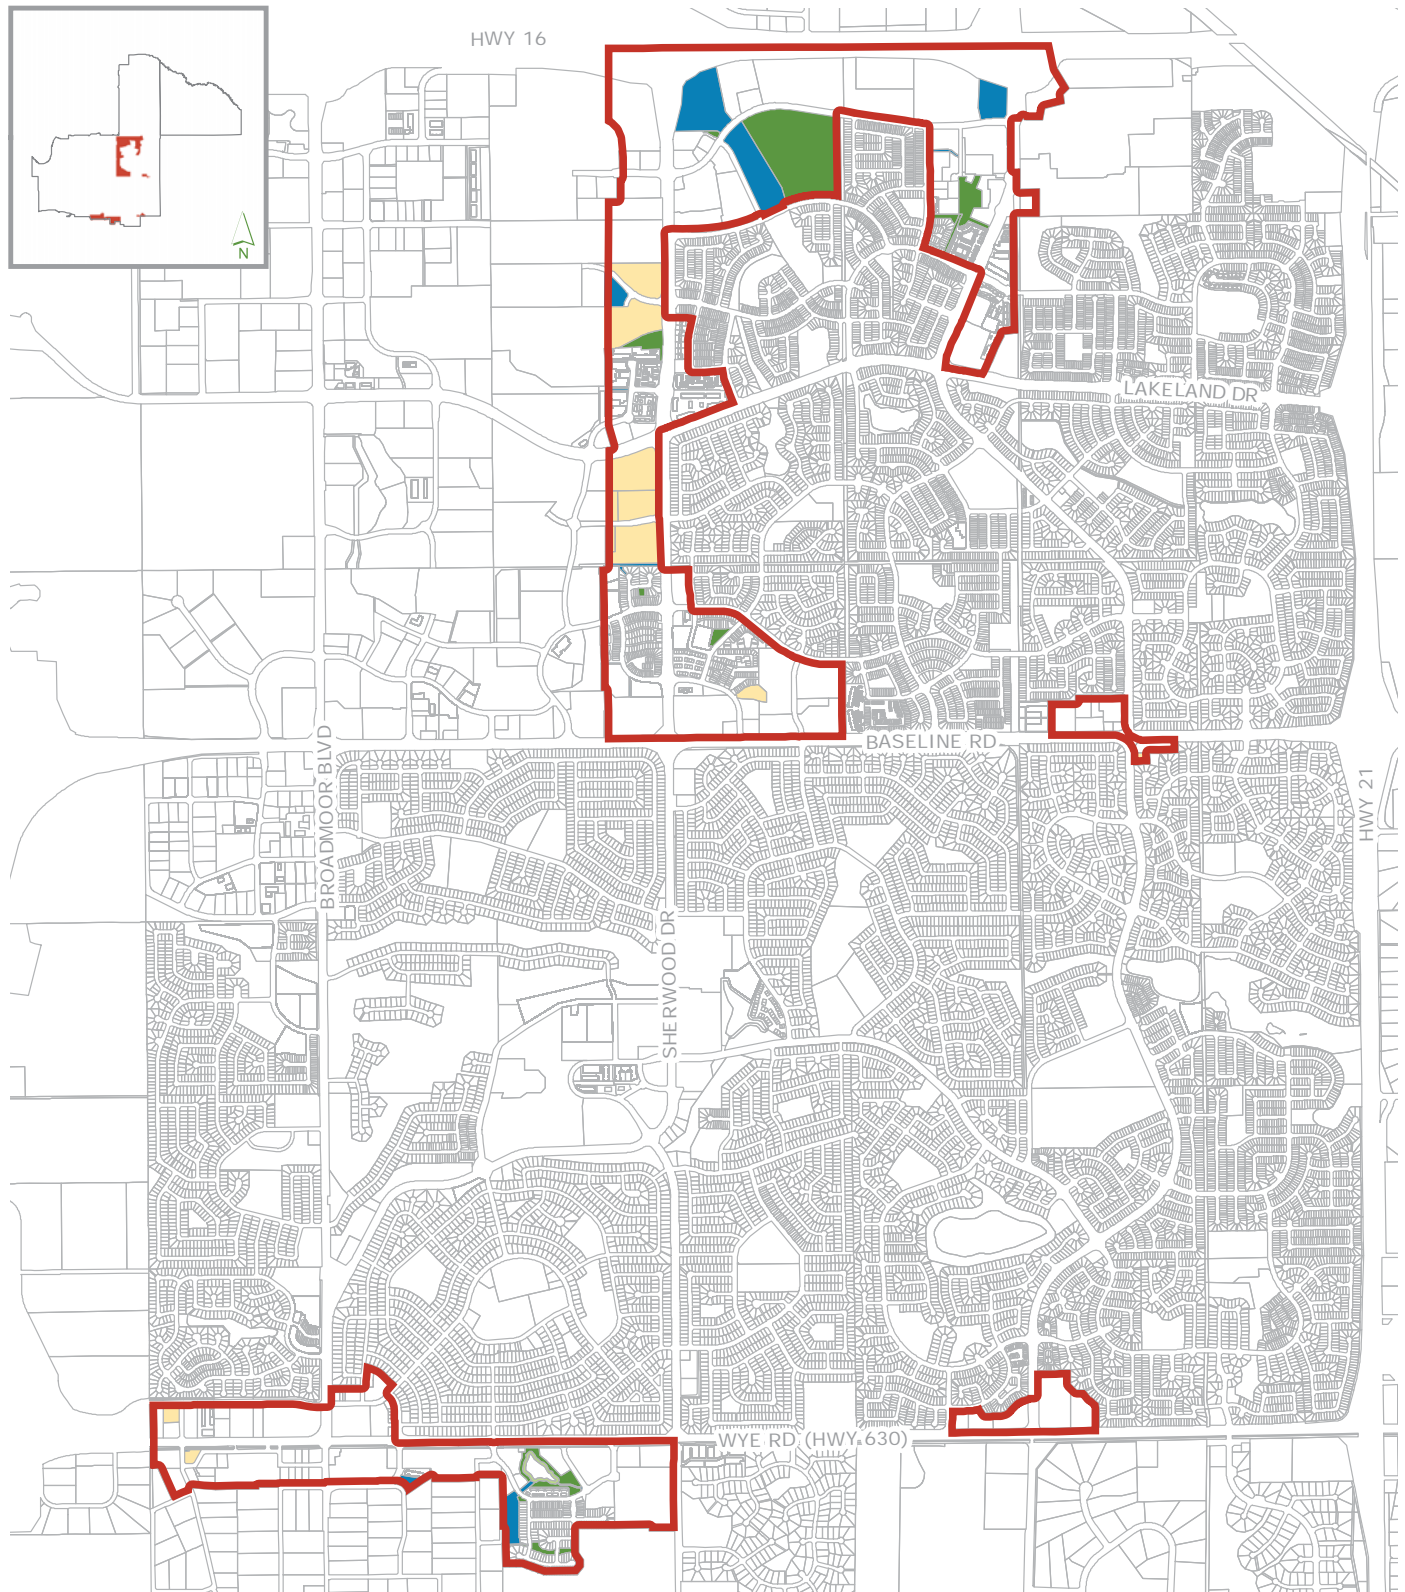 HWY 16
N
LAKELAND DR
BASELINE RD
BROADMOOR BLVD
HWY 21
SHERWOOD DR
WYE RD (HWY 630)